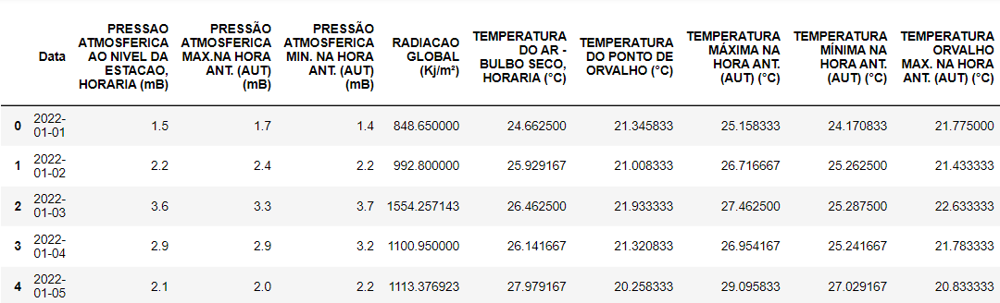 Data PRESSAO ATMOSFERICA AO NIVEL DA ESTACAO, HORARIA (mB) PRESSÃO ATMOSFERICA MAX.NA HORA ANT. (AUT) (mB) PRESSÃO ATMOSFERICA MIN. NA HORA ANT. (AUT) (mB) RADIACAO GLOBAL (Kj/m²) TEMPERATURA DO AR - BULBO SECO, HORARIA (°C) TEMPERATURA DO PONTO DE ORVALHO (°C) TEMPERATURA MÁXIMA NA HORA ANT. (AUT) (°C) TEMPERATURA MÍNIMA NA HORA ANT. (AUT) (°C) TEMPERATURA ORVALHO MAX. NA HORA ANT. (AUT) (°C)
0 2022-01-01 1.5 1.7 1.4 848.650000 24.662500 21.345833 25.158333 24.170833 21.775000
1 2022-01-02 2.2 2.4 2.2 992.800000 25.929167 21.008333 26.716667 25.262500 21.433333
2 2022-01-03 3.6 3.3 3.7 1554.257143 26.462500 21.933333 27.462500 25.287500 22.633333
3 2022-01-04 2.9 2.9 3.2 1100.950000 26.141667 21.320833 26.954167 25.241667 21.783333
4 2022-01-05 2.1 2.0 2.2 1113.376923 27.979167 20.258333 29.095833 27.029167 20.833333